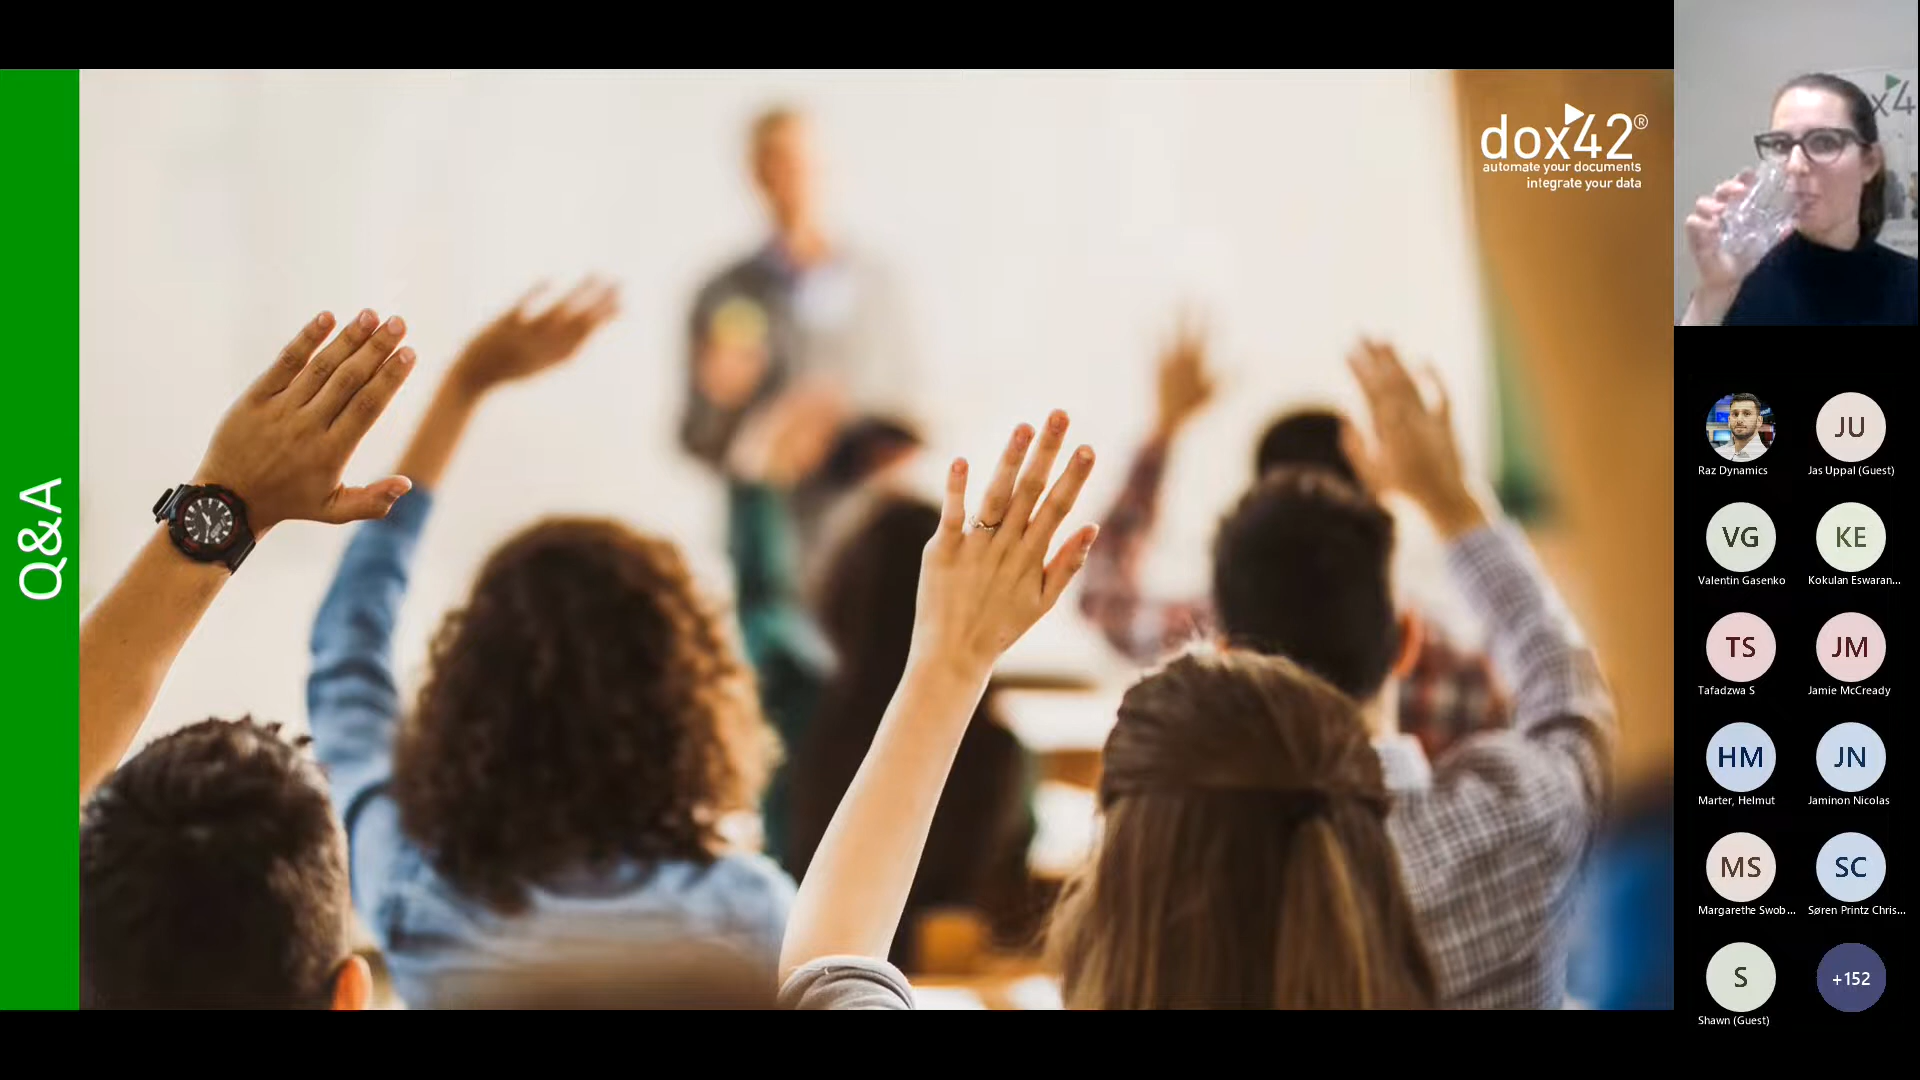 Q&A
dox42®
automate your documents
integrate your data
x4
JU
Raz Dynamics
Jas Uppal (Guest)
VG
KE
Valentin Gasenko
Kokulan Eswaran...
TS
JM
Tafadzwa S
Jamie McCready
HM
JN
Marter, Helmut
Jaminon Nicolas
MS
SC
Margarethe Swob...
Søren Printz Chris...
S
+152
Shawn (Guest)